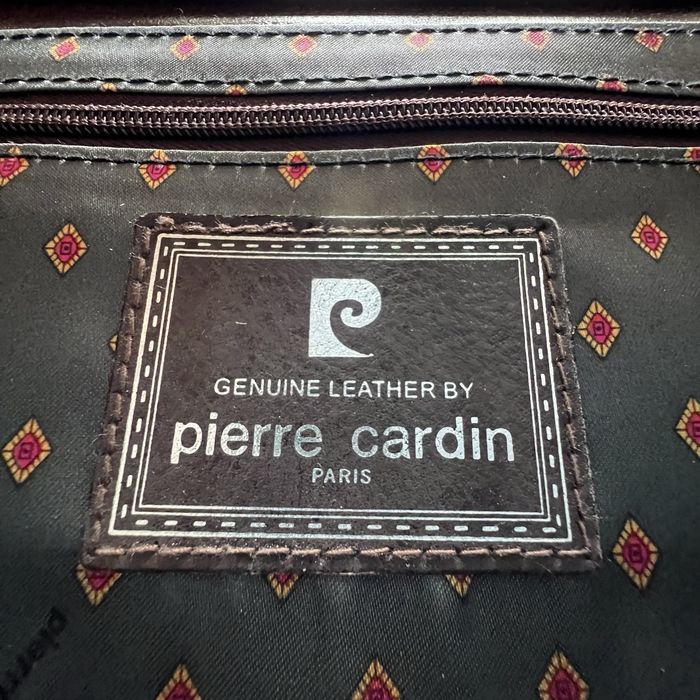 GENUINE LEATHER BY
pierre cardin
PARIS